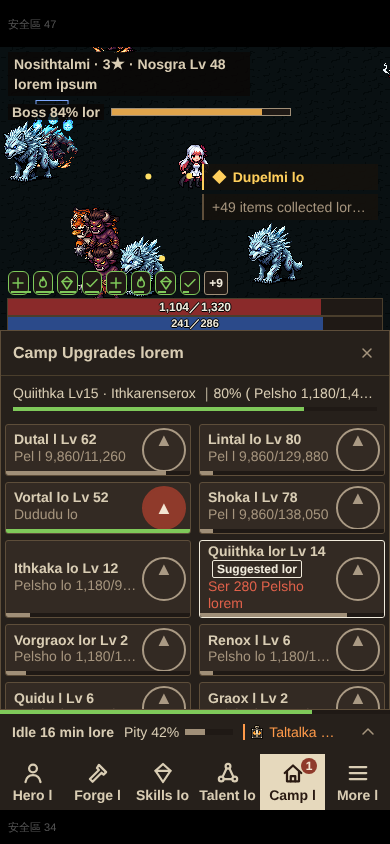 安全區 47
Nosithtalmi · 3★ · Nosgra Lv 48
lorem ipsum
Boss 84% lor
Dupelmi lo
+49 items collected lor…
+9
1,104／1,320
241／286
Camp Upgrades lorem
Quiithka Lv15 · Ithkarenserox ｜80% ( Pelsho 1,180/1,4…
Dutal l Lv 62
Pel l 9,860/11,260
Lintal lo Lv 80
Pel l 9,860/129,880
Vortal lo Lv 52
Dududu lo
Shoka l Lv 78
Pel l 9,860/138,050
Ithkaka lo Lv 12
Pelsho lo 1,180/9…
Quiithka lor Lv 14
Suggested lor
Ser 280 Pelsho
lorem
Vorgraox lor Lv 2
Pelsho lo 1,180/1…
Renox l Lv 6
Pelsho lo 1,180/1…
Quidu l Lv 6
Graox l Lv 2
Idle 16 min lore
Pity 42%
Taltalka …
Hero l
Forge l
Skills lo
Talent lo
1
Camp l
More l
安全區 34